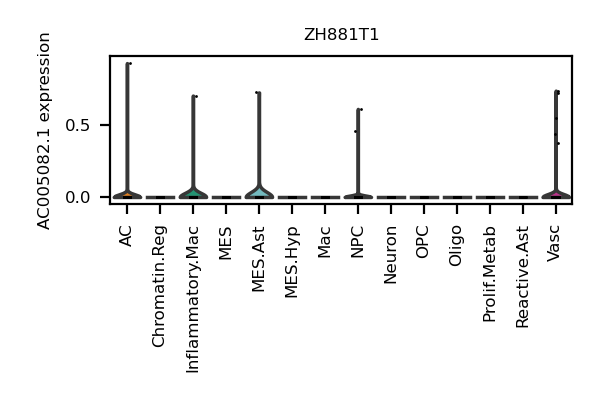 ZH881T1
AC005082.1 expression
0.5
0.0
AC
Chromatin.Reg
Inflammatory.Mac
MES
MES.Ast
MES.Hyp
Mac
NPC
Neuron
OPC
Oligo
Prolif.Metab
Reactive.Ast
Vasc